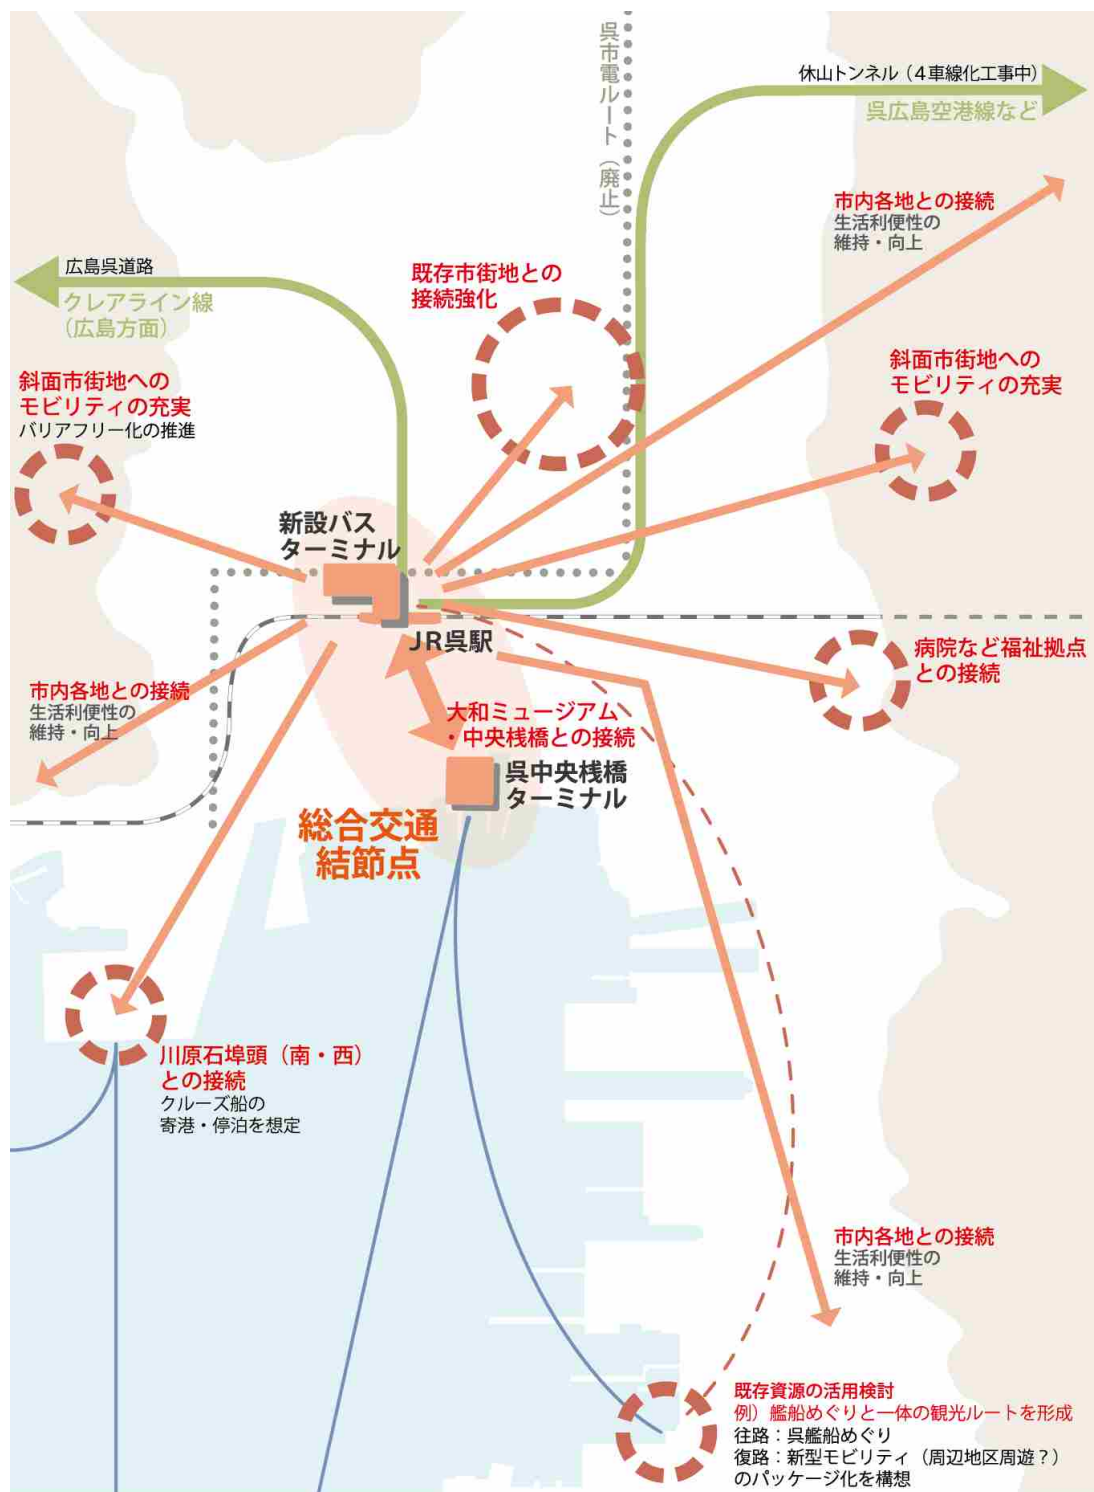 呉市電ルート（廃止）
休山トンネル（４車線化工事中）
呉広島空港線など
市内各地との接続
生活利便性の
維持・向上
広島呉道路
クレアライン線
（広島方面）
既存市街地との
接続強化
斜面市街地への
モビリティの充実
斜面市街地への
モビリティの充実
バリアフリー化の推進
新設バス
ターミナル
JR呉駅
病院など福祉拠点
との接続
市内各地との接続
生活利便性の
維持・向上
大和ミュージアム
・中央桟橋との接続
呉中央桟橋
ターミナル
総合交通
結節点
川原石埠頭（南・西）
との接続
クルーズ船の
寄港・停泊を想定
市内各地との接続
生活利便性の
維持・向上
既存資源の活用検討
例）艦船めぐりと一体の観光ルートを形成
往路：呉艦船めぐり
復路：新型モビリティ（周辺地区周遊？）
のパッケージ化を構想